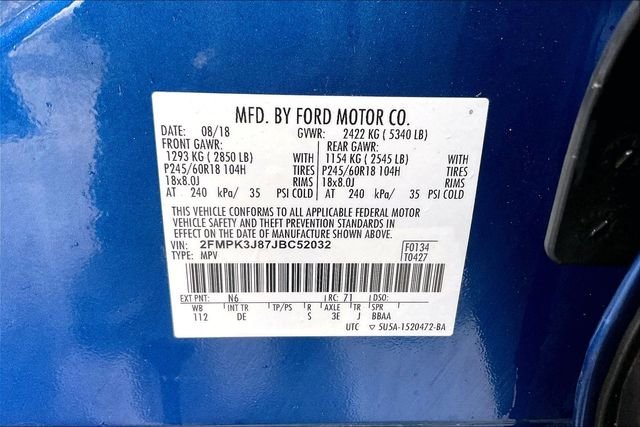 MFD. BY FORD MOTOR CO.
DATE: 08/18 GVWR: 2422 KG ( 5340 LB)
FRONT GAWR: REAR GAWR:
1293 KG ( 2850 LB) WITH 1154 KG ( 2545 LB) WITH
P245/60R18 104H TIRES P245/60R18 104H TIRES
18x8.0J RIMS 18x8.0J RIMS
AT 240 kPa/ 35 PSI COLD AT 240 kPa/ 35 PSI COLD
THIS VEHICLE CONFORMS TO ALL APPLICABLE FEDERAL MOTOR
VEHICLE SAFETY AND THEFT PREVENTION STANDARDS IN
EFFECT ON THE DATE OF MANUFACTURE SHOWN ABOVE.
VIN: 2FMPK3J87JBC52032 F0134
TYPE: MPV T0427
EXT PNT: N6 RC: 71 DSO:
WB INT TR TP/PS R AXLE TR SPR
112 DE S 3E J BBAA
UTC ▽ 5U5A-1520472-BA